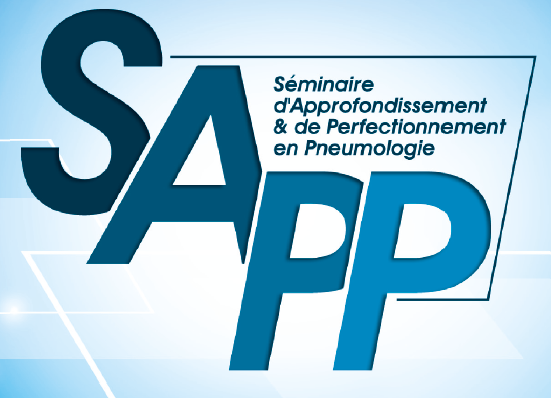 SAPP
Séminaire
d'Approfondissement
& de Perfectionnement
en Pneumologie